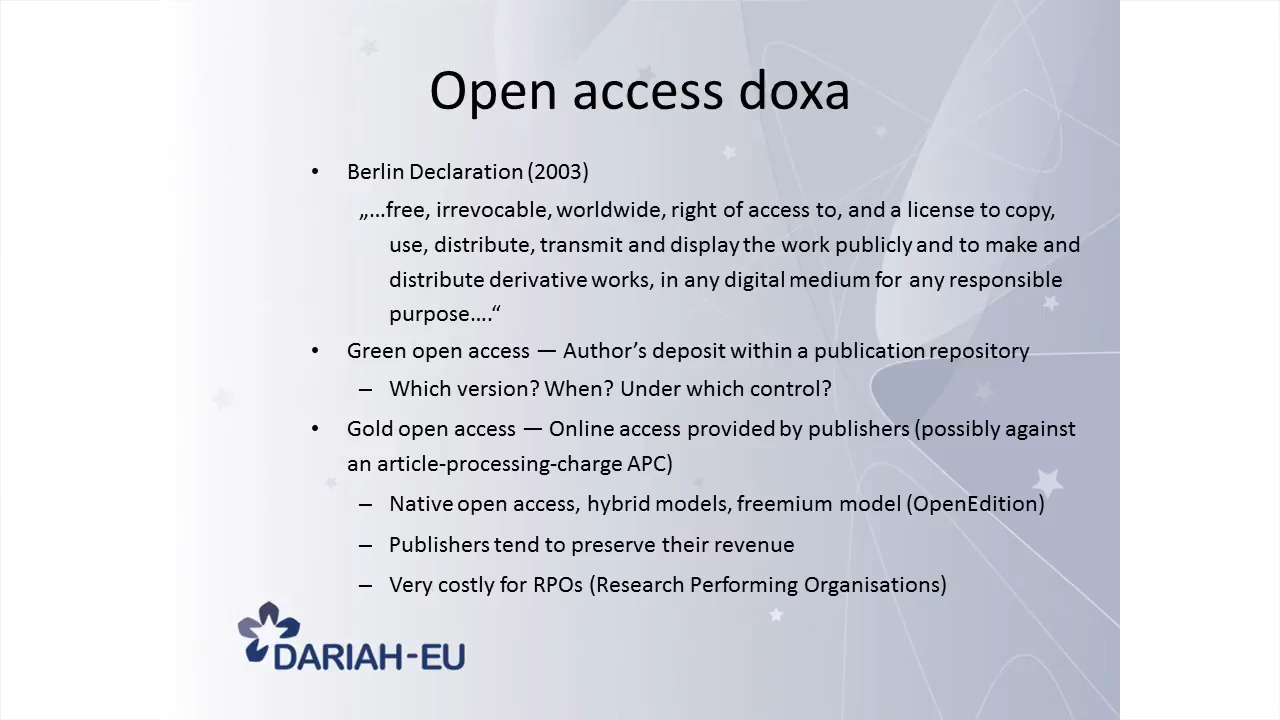 Open access doxa
• Berlin Declaration (2003)
„…free, irrevocable, worldwide, right of access to, and a license to copy,
use, distribute, transmit and display the work publicly and to make and
distribute derivative works, in any digital medium for any responsible
purpose….“
• Green open access — Author’s deposit within a publication repository
– Which version? When? Under which control?
• Gold open access — Online access provided by publishers (possibly against
an article-processing-charge APC)
– Native open access, hybrid models, freemium model (OpenEdition)
– Publishers tend to preserve their revenue
– Very costly for RPOs (Research Performing Organisations)
DARIAH-EU